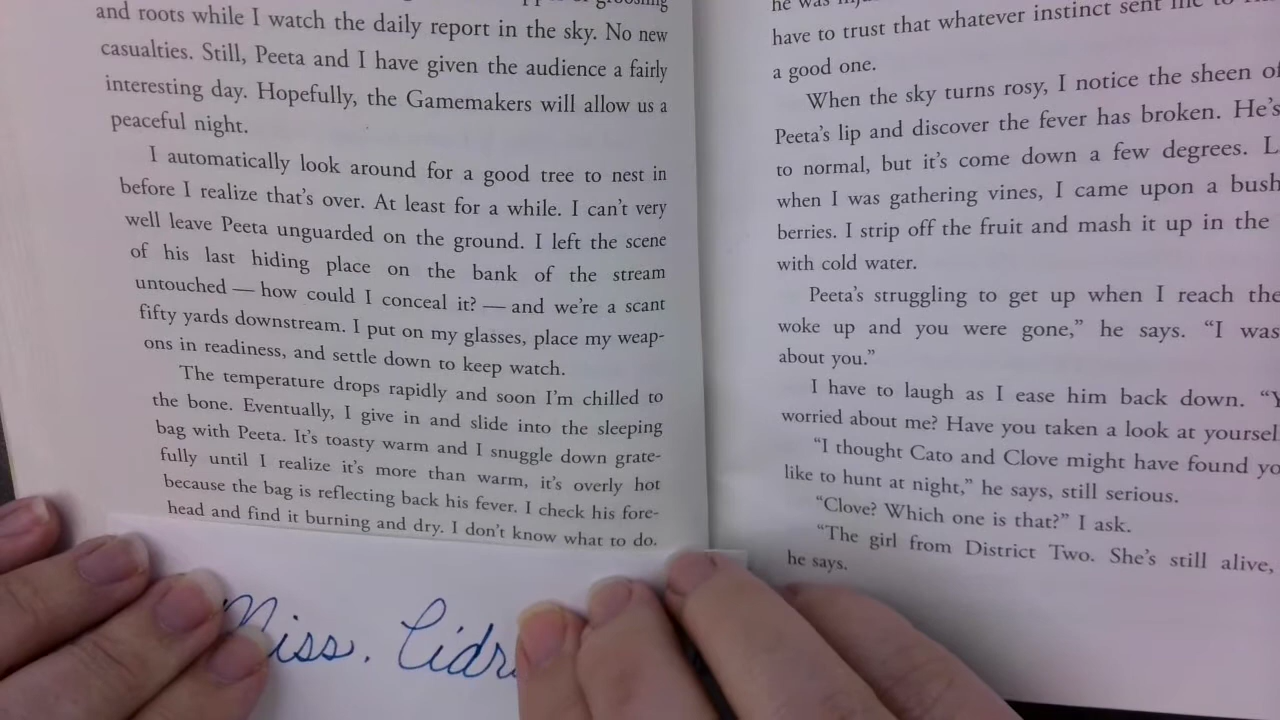 and roots while I watch the daily report in the sky. No new
casualties. Still, Peeta and I have given the audience a fairly
interesting day. Hopefully, the Gamemakers will allow us a
peaceful night.
I automatically look around for a good tree to nest in
before I realize that's over. At least for a while. I can't very
well leave Peeta unguarded on the ground. I left the scene
of his last hiding place on the bank of the stream
untouched — how could I conceal it? — and we're a scant
fifty yards downstream. I put on my glasses, place my weap-
ons in readiness, and settle down to keep watch.
The temperature drops rapidly and soon I'm chilled to
the bone. Eventually, I give in and slide into the sleeping
bag with Peeta. It's toasty warm and I snuggle down grate-
fully until I realize it's more than warm, it's overly hot
because the bag is reflecting back his fever. I check his fore-
head and find it burning and dry. I don't know what to do.
Miss.
he was
have to trust that whatever instinct sent me to
a good one.
When the sky turns rosy, I notice the sheen of
Peeta's lip and discover the fever has broken. He's
to normal, but it's come down a few degrees.
when I was gathering vines, I came upon a bush
berries. I strip off the fruit and mash it up in the
with cold water.
Peeta's struggling to get up when I reach the
woke up and you were gone," he says. "I was
about you."
I have to laugh as I ease him back down.
worried about me? Have you taken a look at
"I thought Cato and Clove might have found
like to hunt at night," he says, still serious.
"Clove? Which one is that?" I ask.
"The girl from District Two. She's still alive,
he says.